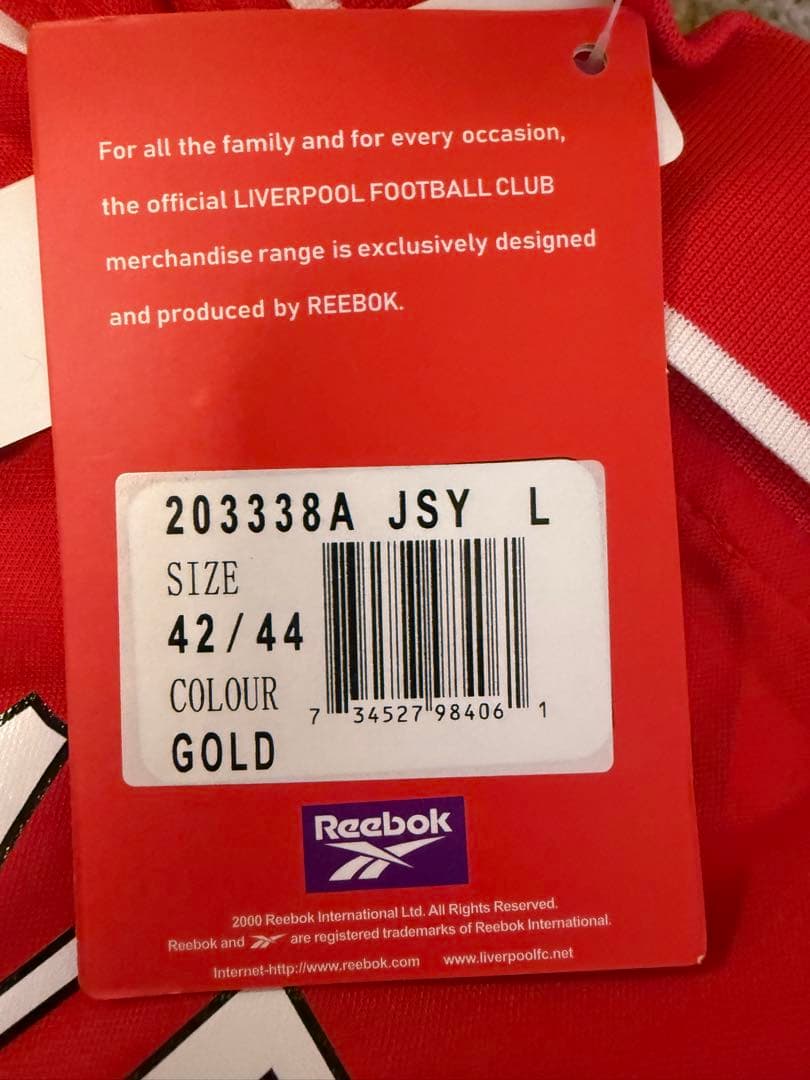 For all the family and for every occasion,
the official LIVERPOOL FOOTBALL CLUB
merchandise range is exclusively designed
and produced by REEBOK.
203338A JSY L
SIZE
42/44
COLOUR
GOLD
7 34527 98406 1
Reebok
2000 Reebok International Ltd. All Rights Reserved.
Reebok and are registered trademarks of Reebok International.
Internet-http://www.reebok.com www.liverpoolfc.net